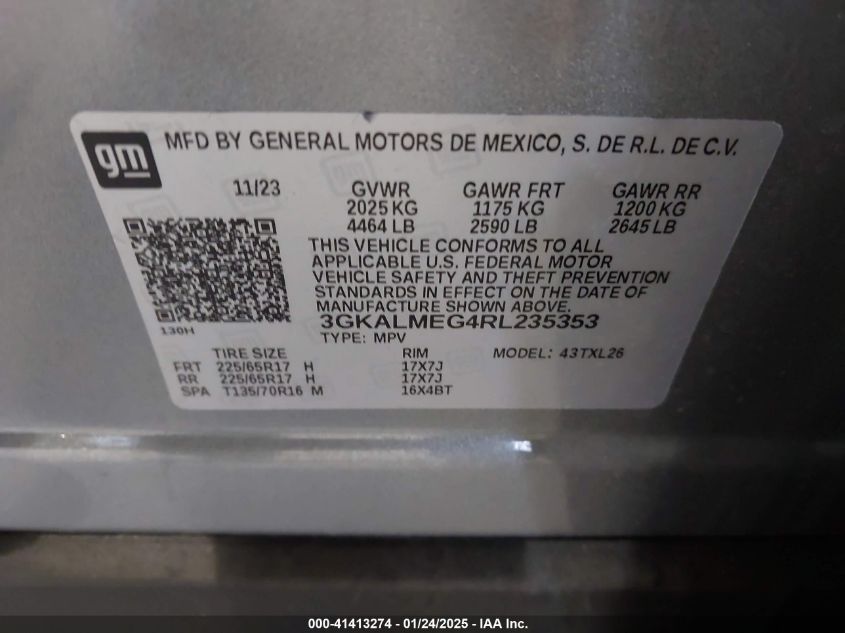 gm
MFD BY GENERAL MOTORS DE MEXICO, S. DE R.L. DE C.V.
11/23 GVWR GAWR FRT GAWR RR
2025 KG 1175 KG 1200 KG
4464 LB 2590 LB 2645 LB
THIS VEHICLE CONFORMS TO ALL
APPLICABLE U.S. FEDERAL MOTOR
VEHICLE SAFETY AND THEFT PREVENTION
STANDARDS IN EFFECT ON THE DATE OF
MANUFACTURE SHOWN ABOVE.
3GKALMEG4RL235353
130H
TYPE: MPV
TIRE SIZE RIM MODEL: 43TXL26
FRT 225/65R17 H 17X7J
RR 225/65R17 H 17X7J
SPA T135/70R16 M 16X4BT
000-41413274 - 01/24/2025 - IAA Inc.